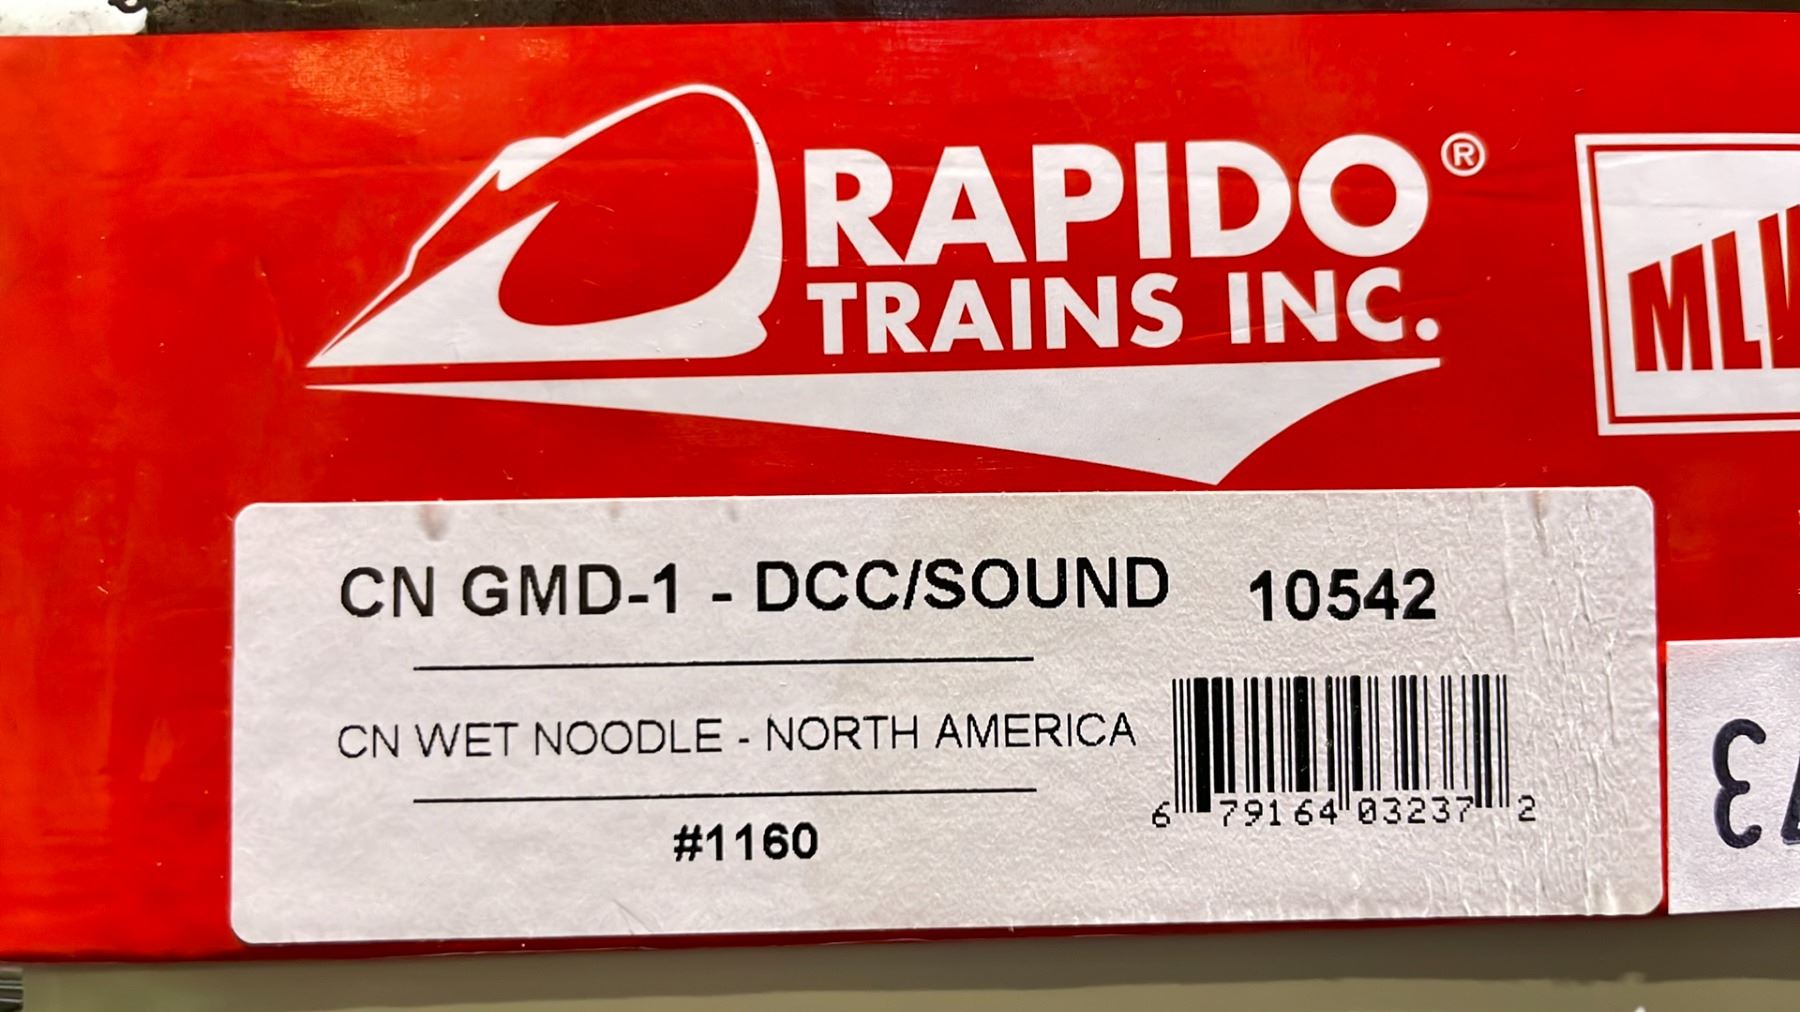 RAPIDO®
TRAINS INC.
CN GMD-1 - DCC/SOUND 10542
CN WET NOODLE - NORTH AMERICA
#1160
6 79164 03237 2